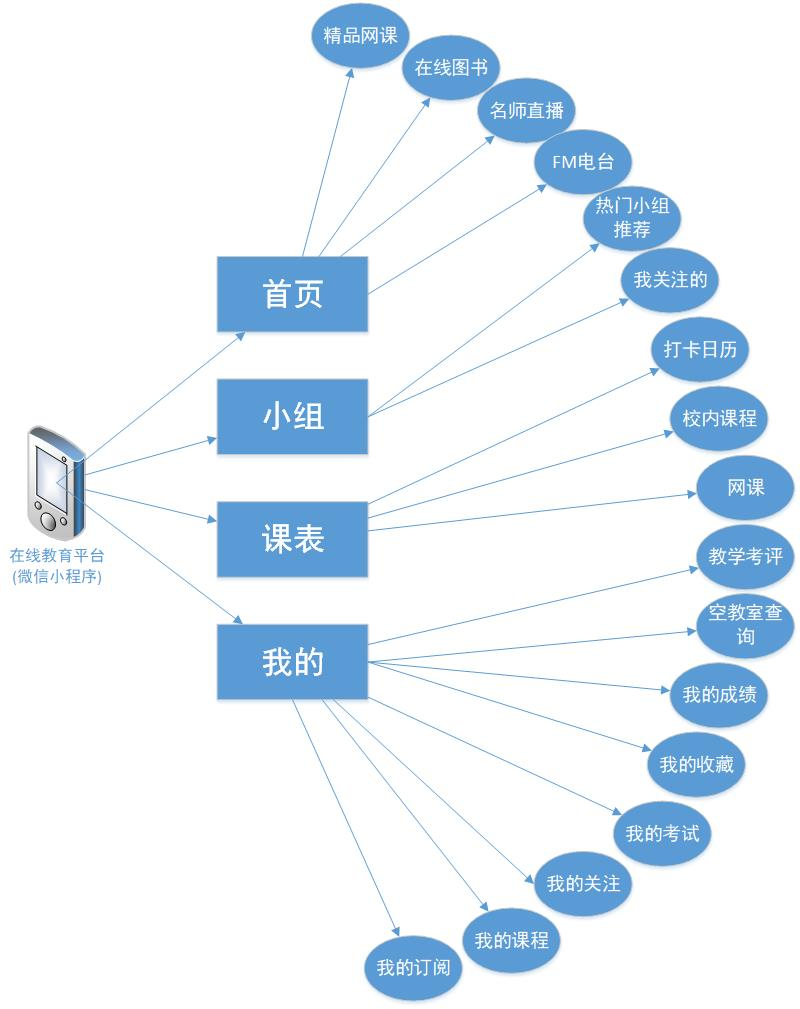 精品网课
在线图书
名师直播
FM电台
热门小组
推荐
我关注的
首页
打卡日历
小组
校内课程
网课
课表
在线教育平台
(微信小程序)
教学考评
空教室查
询
我的
我的成绩
我的收藏
我的考试
我的关注
我的课程
我的订阅